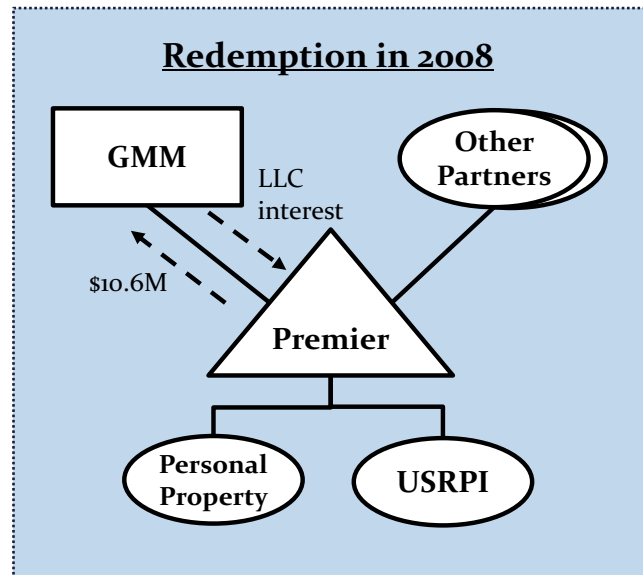 Redemption in 2008
GMM
Other
Partners
LLC
interest
$10.6M
Premier
Personal
Property
USRPI